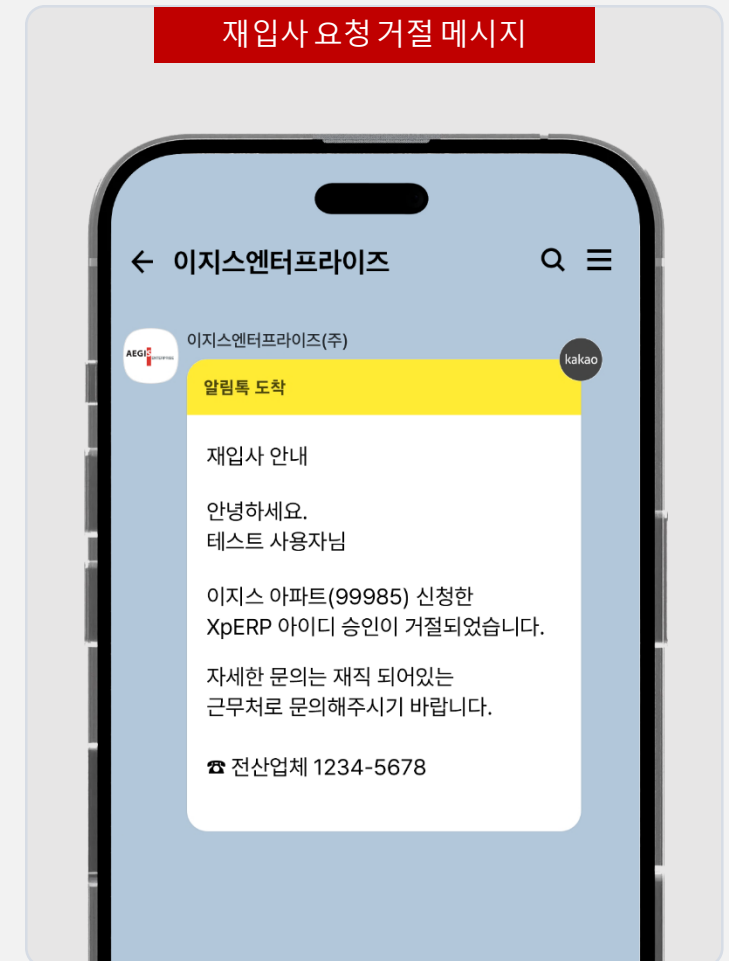 재입사 요청 거절 메시지
이지스엔터프라이즈
AEGIS ENTERPRISE
이지스엔터프라이즈(주)
kakao
알림톡 도착
재입사 안내
안녕하세요.
테스트 사용자님
이지스 아파트(99985) 신청한
XpERP 아이디 승인이 거절되었습니다.
자세한 문의는 재직 되어있는
근무처로 문의해주시기 바랍니다.
☎ 전산업체 1234-5678